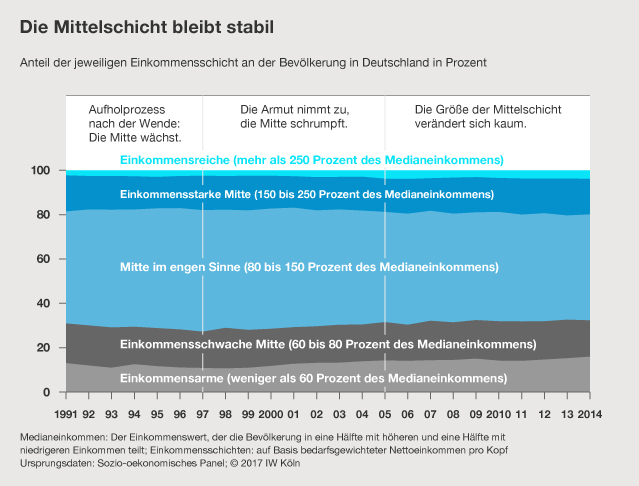 Die Mittelschicht bleibt stabil
Anteil der jeweiligen Einkommensschicht an der Bevölkerung in Deutschland in Prozent
Aufholprozess
nach der Wende:
Die Mitte wächst.
Die Armut nimmt zu,
die Mitte schrumpft.
Die Größe der Mittelschicht
verändert sich kaum.
Einkommensreiche (mehr als 250 Prozent des Medianeinkommens)
100
Einkommensstarke Mitte (150 bis 250 Prozent des Medianeinkommens)
80
Mitte im engen Sinne (80 bis 150 Prozent des Medianeinkommens)
60
40
Einkommensschwache Mitte (60 bis 80 Prozent des Medianeinkommens)
20
Einkommensarme (weniger als 60 Prozent des Medianeinkommens)
0
1991 92 93 94 95 96 97 98 99 2000 01 02 03 04 05 06 07 08 09 2010 11 12 13 2014
Medianeinkommen: Der Einkommenswert, der die Bevölkerung in eine Hälfte mit höheren und eine Hälfte mit
niedrigeren Einkommen teilt; Einkommensschichten: auf Basis bedarfsgewichteter Nettoeinkommen pro Kopf
Ursprungsdaten: Sozio-oekonomisches Panel; © 2017 IW Köln